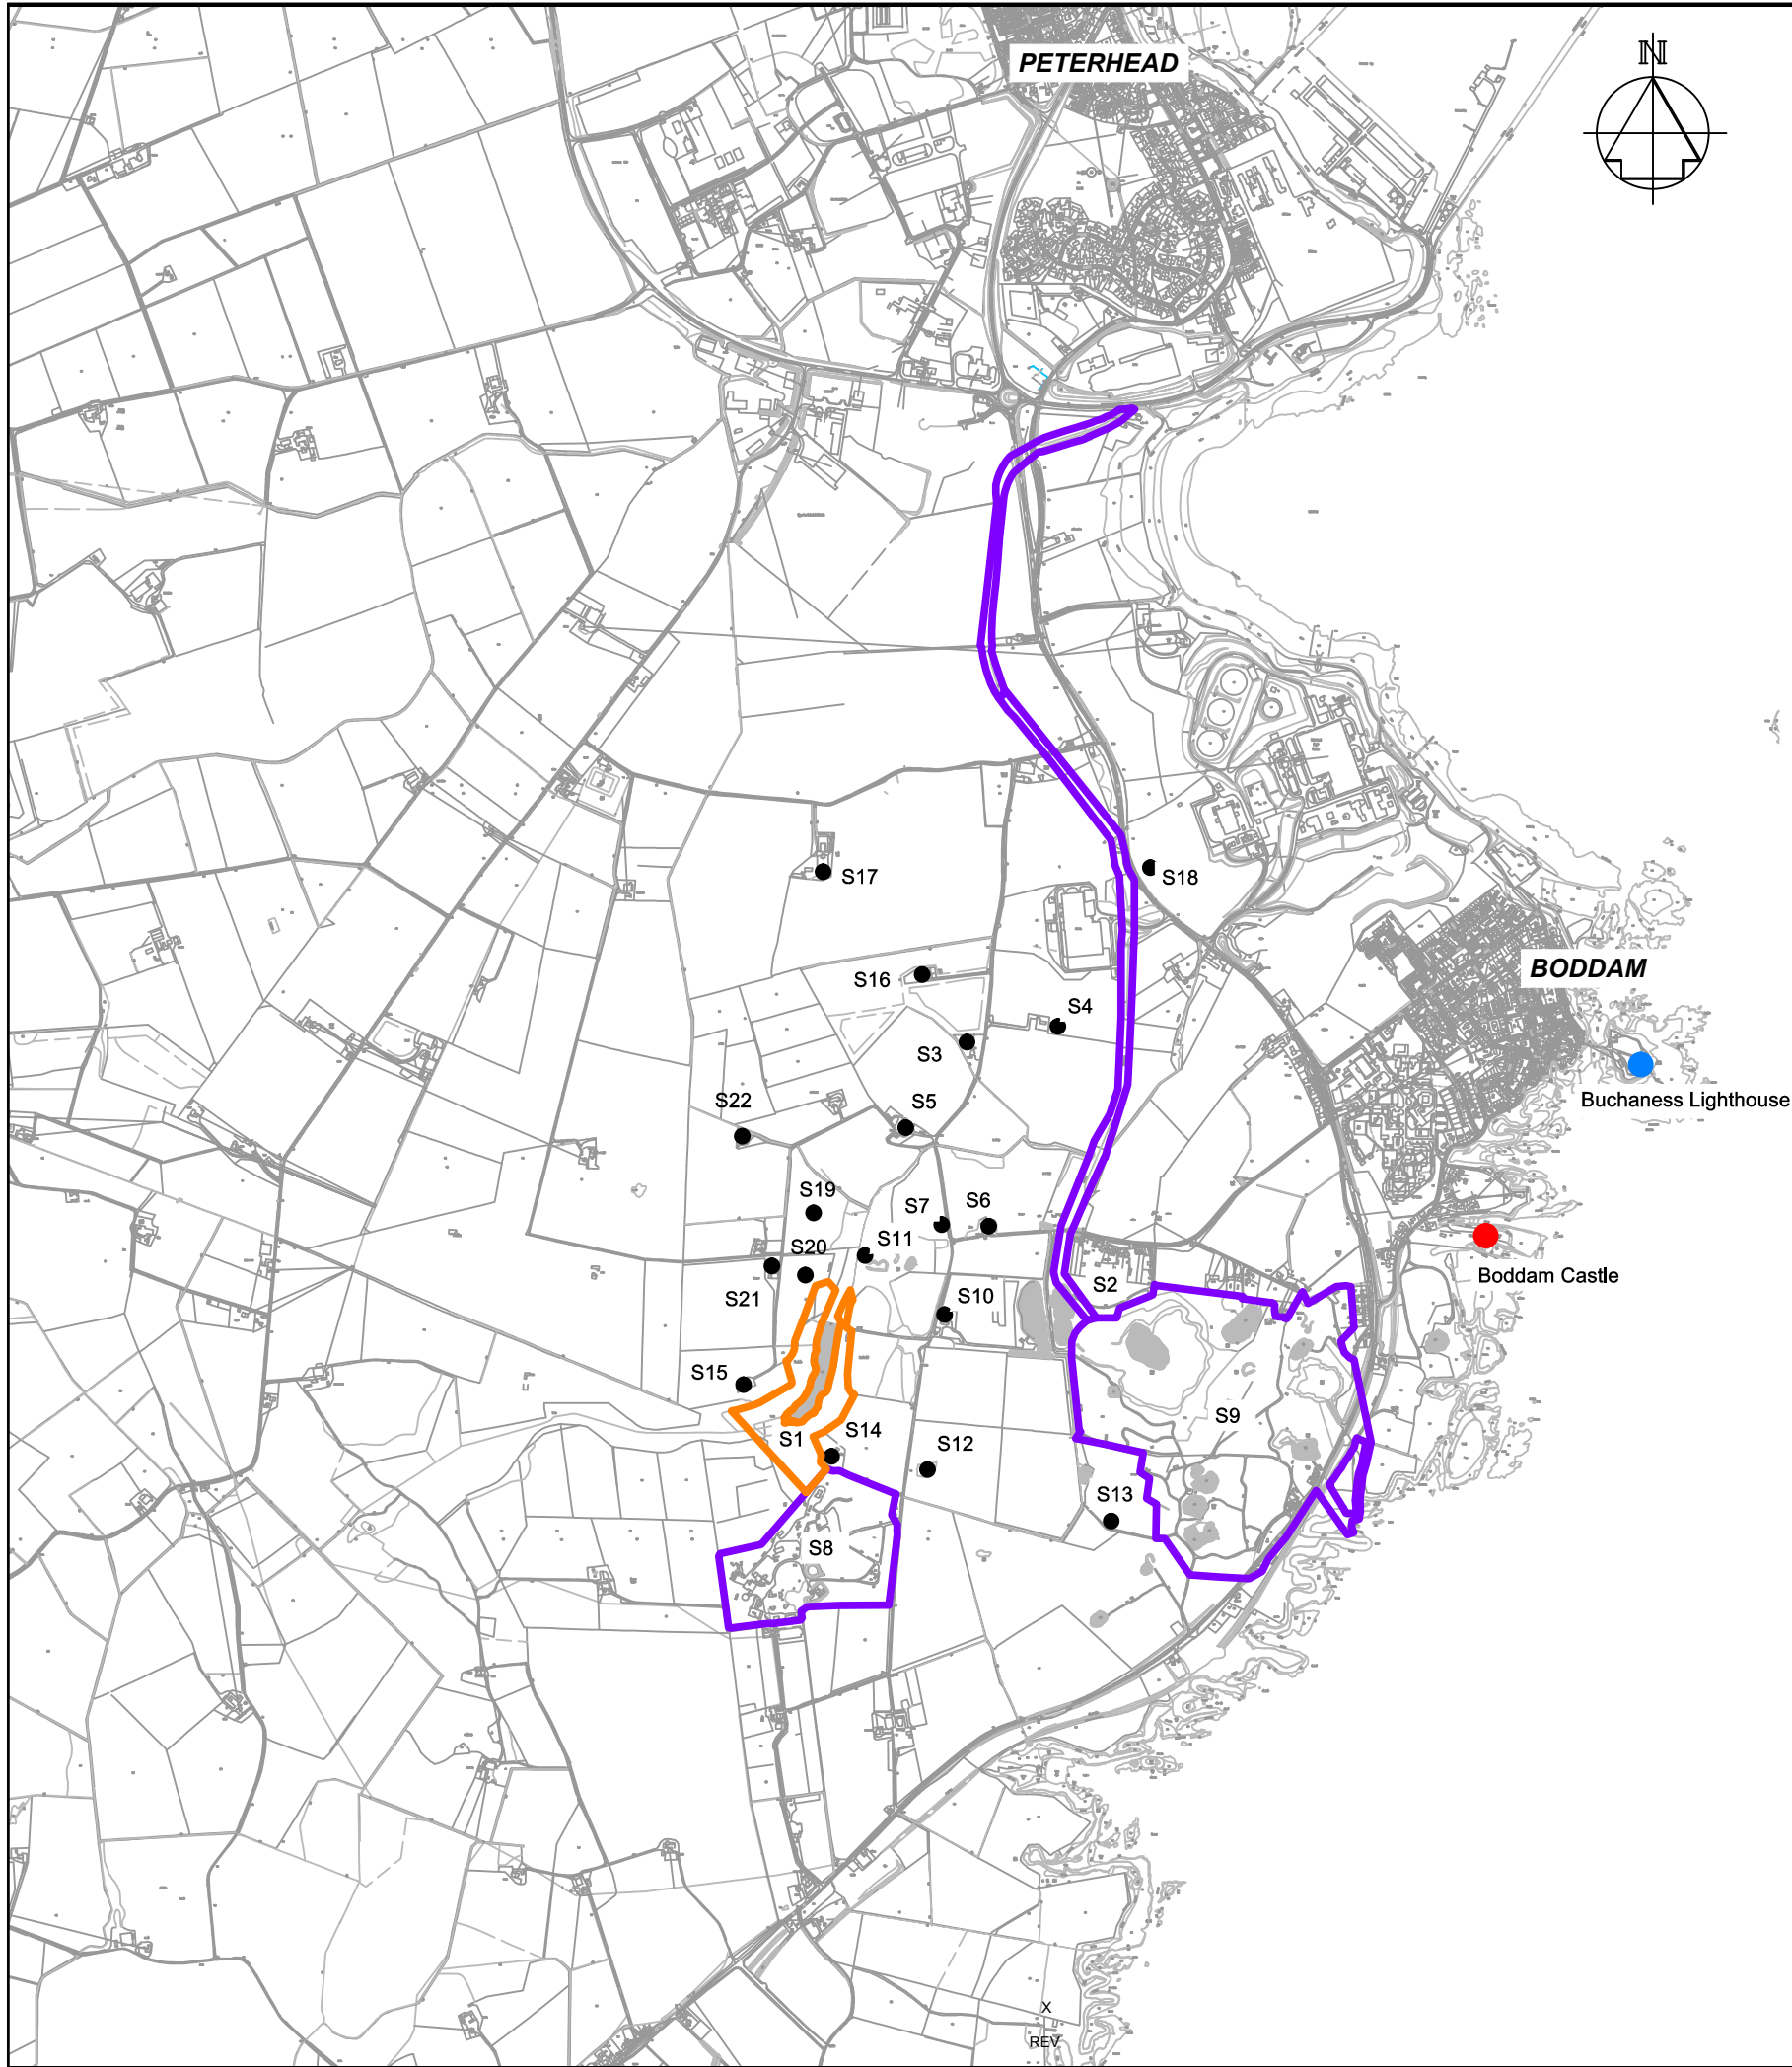 PETERHEAD
N
S17
S18
BODDAM
S16
S4
S3
Buchaness Lighthouse
S22
S5
S19
S7
S6
S11
S20
S2
Boddam Castle
S21
S10
S15
S9
S1
S14
S12
S13
S8
X
REV